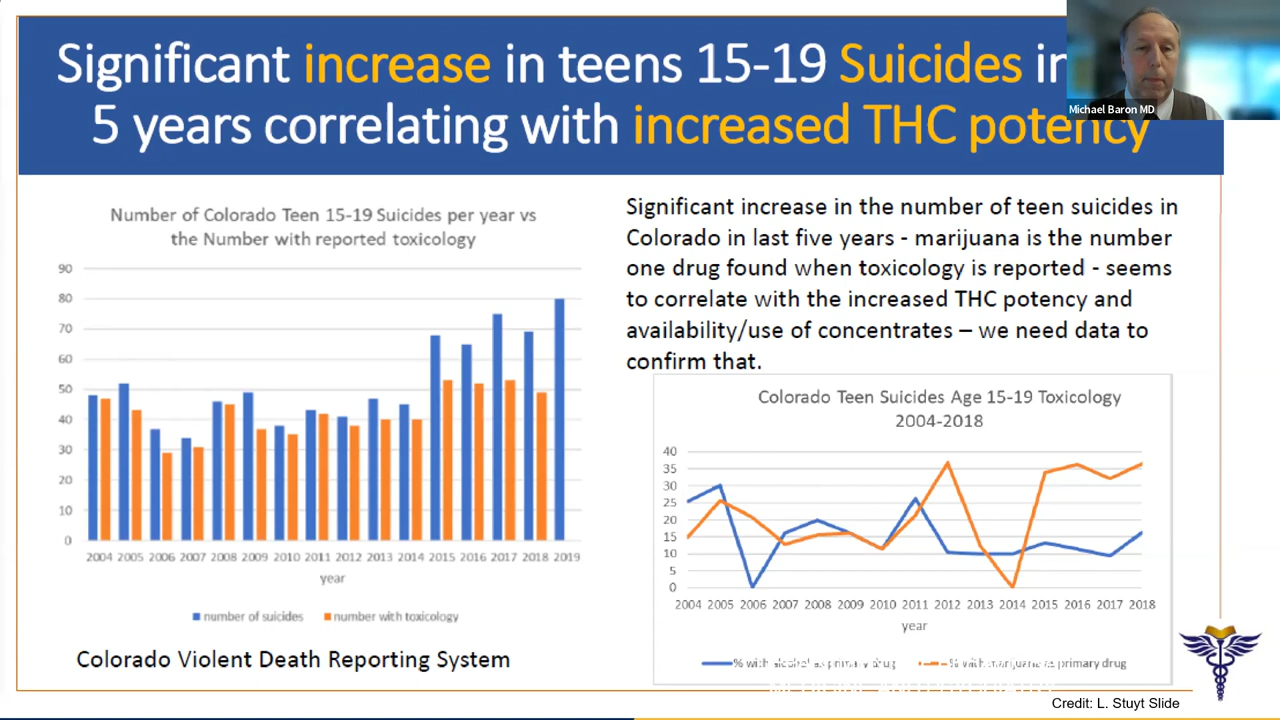 Significant increase in teens 15-19 Suicides in
5 years correlating with increased THC potency
Michael Baron MD
Number of Colorado Teen 15-19 Suicides per year vs
the Number with reported toxicology
90
80
70
60
50
40
30
20
10
0
2004 2005 2006 2007 2008 2009 2010 2011 2012 2013 2014 2015 2016 2017 2018 2019
year
number of suicides number with toxicology
Colorado Violent Death Reporting System
Significant increase in the number of teen suicides in
Colorado in last five years - marijuana is the number
one drug found when toxicology is reported - seems
to correlate with the increased THC potency and
availability/use of concentrates – we need data to
confirm that.
Colorado Teen Suicides Age 15-19 Toxicology
2004-2018
40
35
30
25
20
15
10
5
0
2004 2005 2006 2007 2008 2009 2010 2011 2012 2013 2014 2015 2016 2017 2018
year
% with alcohol as primary drug % with marijuana as primary drug
Credit: L. Stuyt Slide